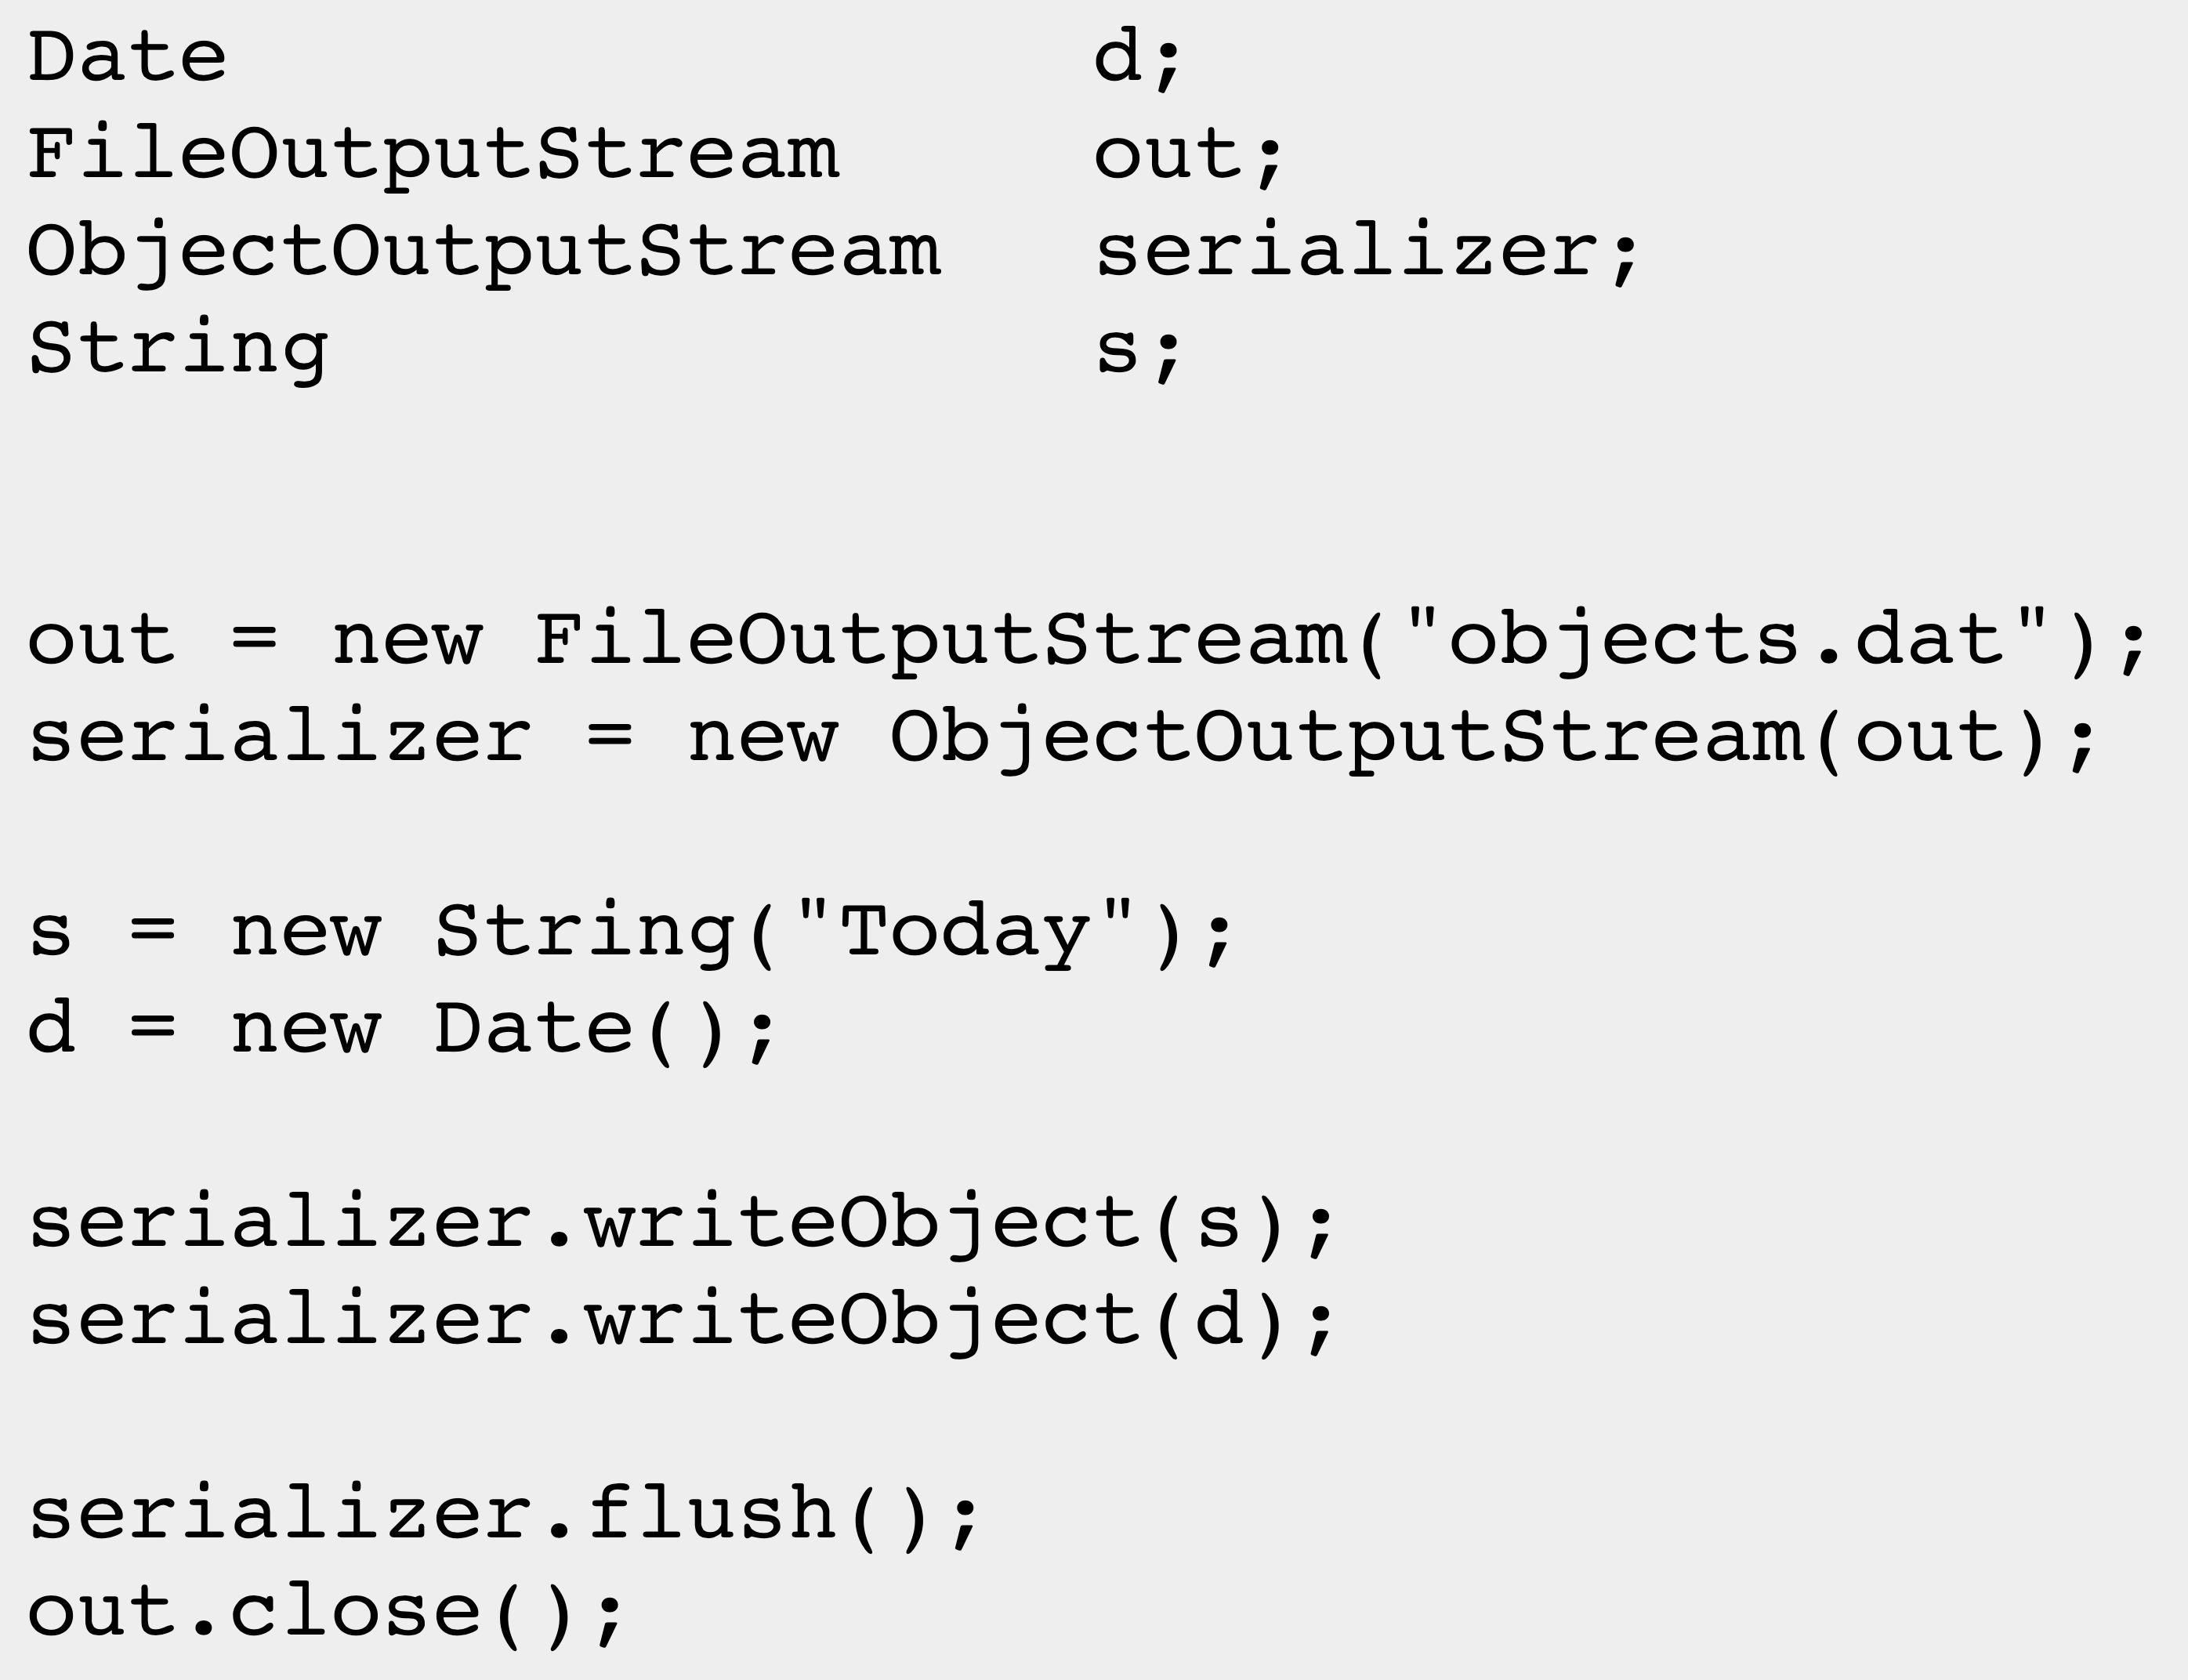 Date                 d;
FileOutputStream     out;
ObjectOutputStream   serializer;
String               s;
out = new FileOutputStream("objects.dat");
serializer =  new ObjectOutputStream(out);
s = new String("Today");
d = new Date();
serializer.writeObject(s);
serializer.writeObject(d);
serializer.flush();
out.close();